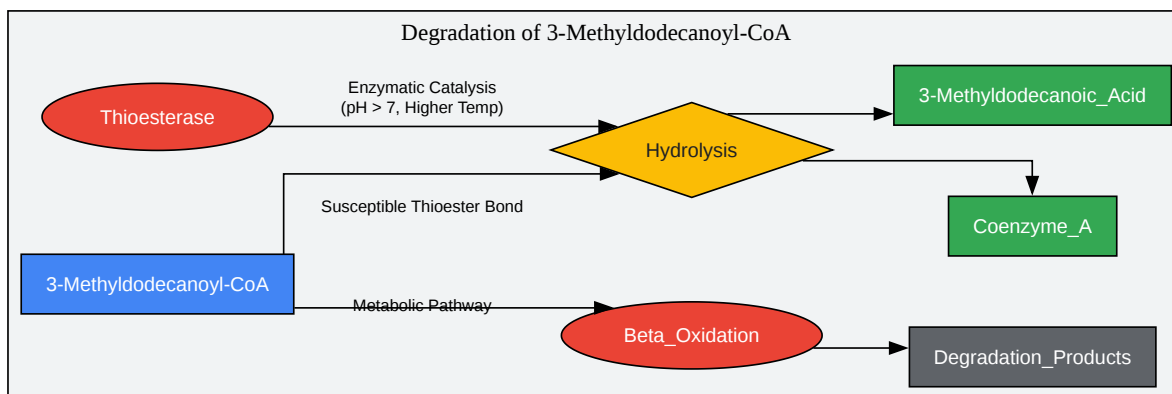 Degradation of 3-Methyldodecanoyl-CoA
Thioesterase
Enzymatic Catalysis
(pH > 7, Higher Temp)
Hydrolysis
3-Methyldodecanoic_Acid
Susceptible Thioester Bond
Coenzyme_A
3-Methyldodecanoyl-CoA
Metabolic Pathway
Beta_Oxidation
Degradation_Products